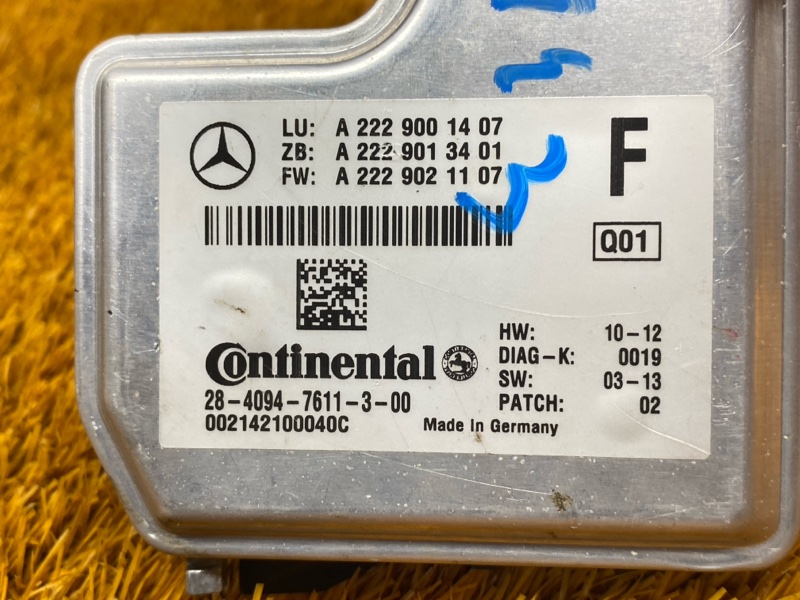 LU: A 222 900 14 07
ZB: A 222 901 34 01
FW: A 222 902 11 07
F
Q01
Continental
28-4094-7611-3-00
002142100040C
Made in Germany
HW: 10-12
DIAG-K: 0019
SW: 03-13
PATCH: 02